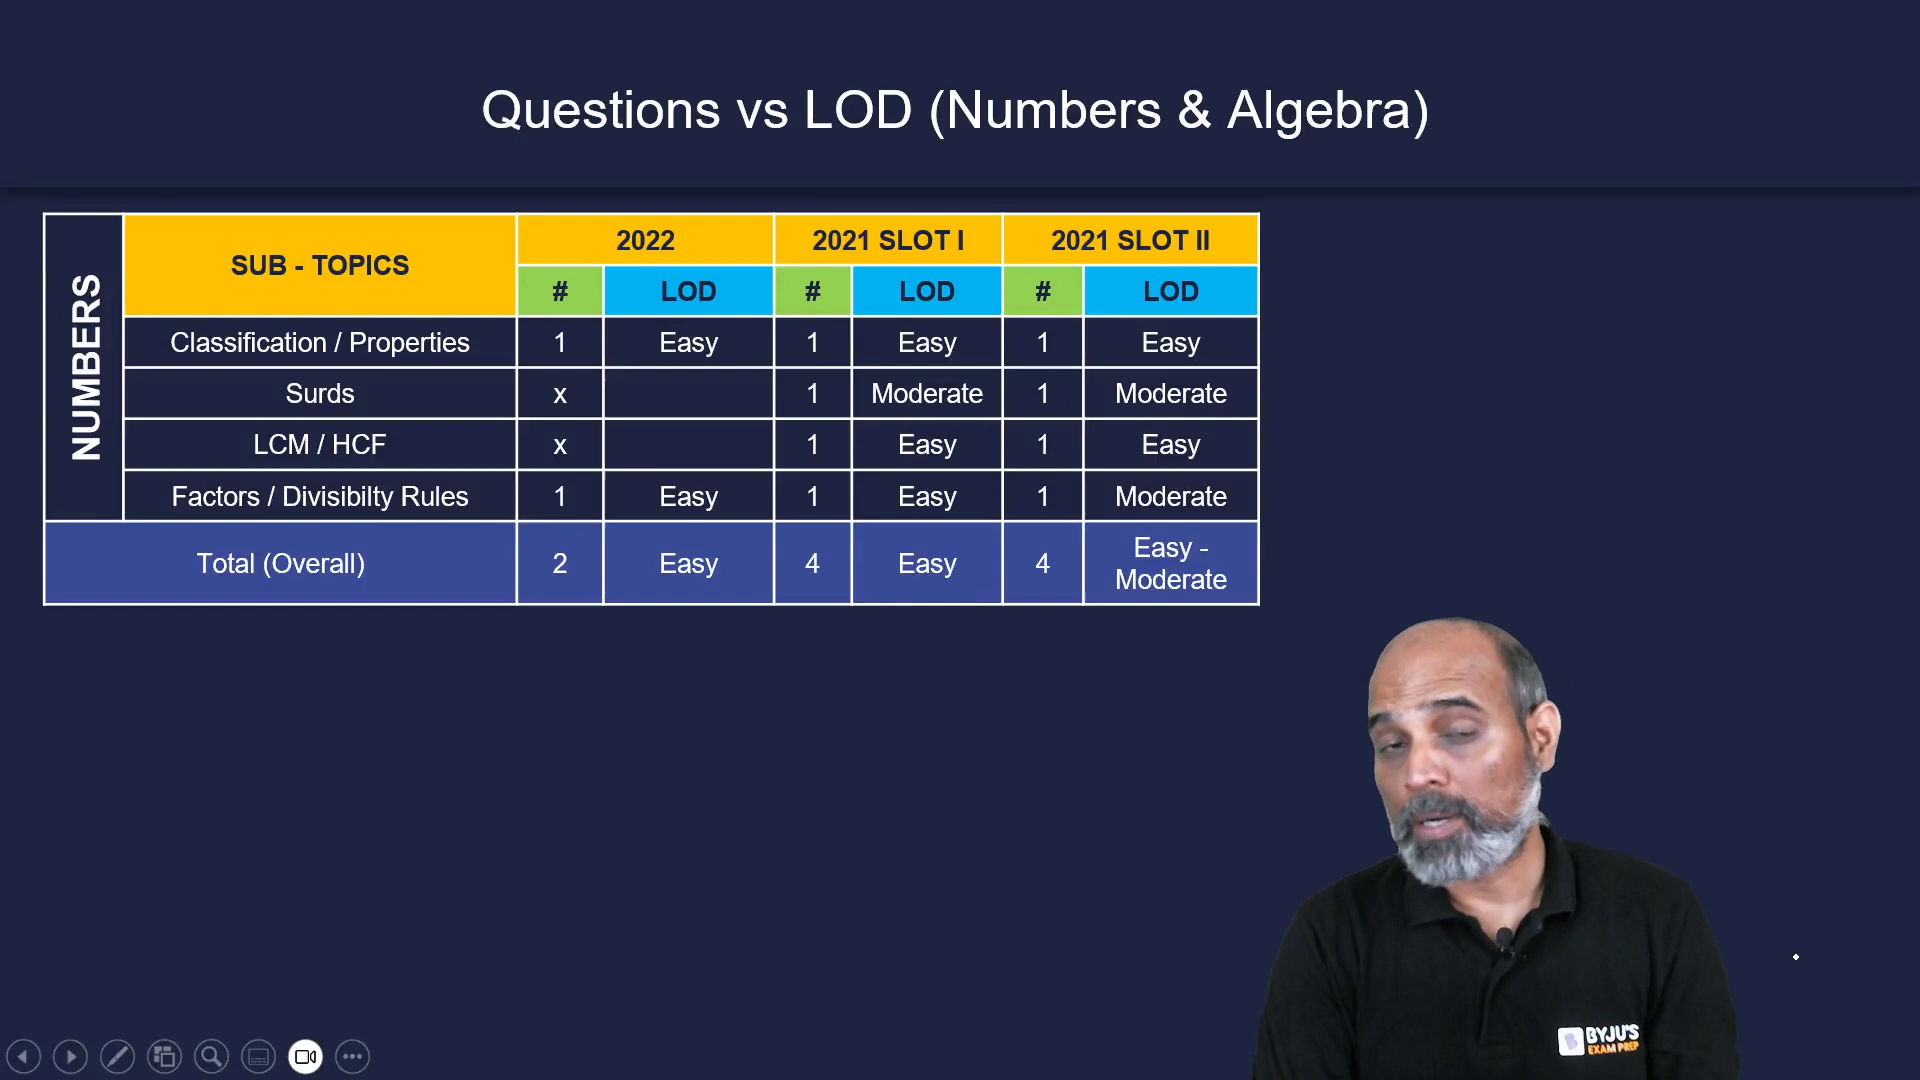 Questions vs LOD (Numbers & Algebra)
NUMBERS
SUB - TOPICS
2022
2021 SLOT I
2021 SLOT II
#
LOD
#
LOD
#
LOD
Classification / Properties
1
Easy
1
Easy
1
Easy
Surds
x
1
Moderate
1
Moderate
LCM / HCF
x
1
Easy
1
Easy
Factors / Divisibilty Rules
1
Easy
1
Easy
1
Moderate
Total (Overall)
2
Easy
4
Easy
4
Easy -
Moderate
BYJU'S
EXAM PREP